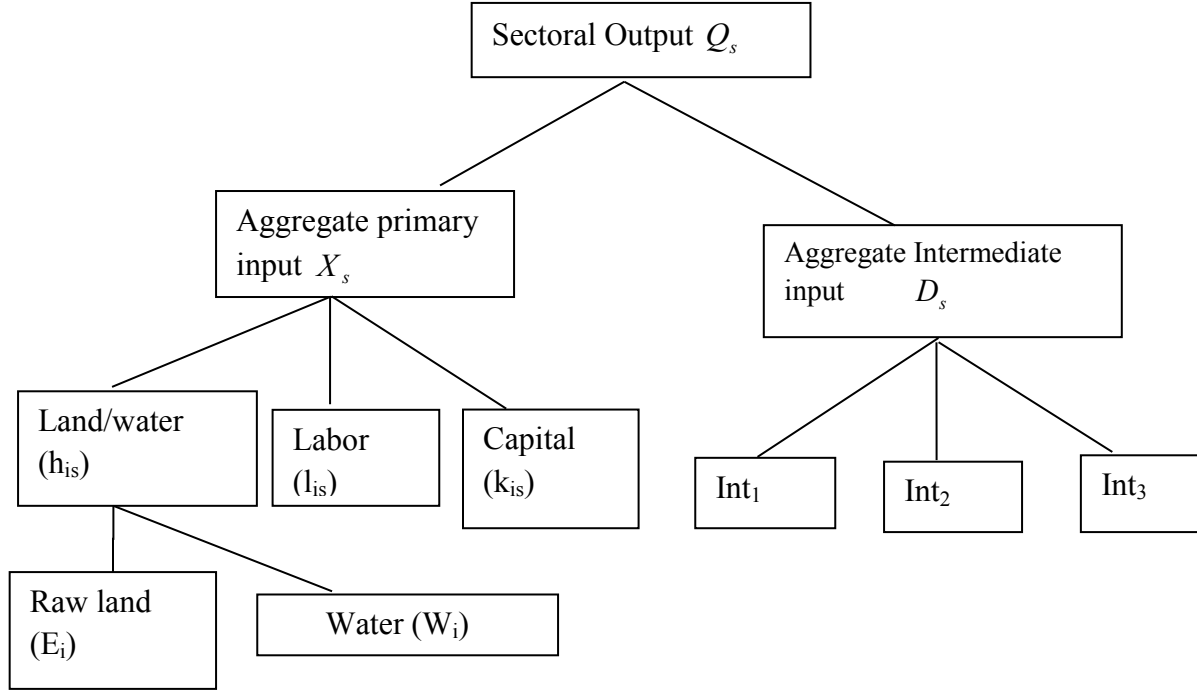 Sectoral Output Q_s
Aggregate primary
input X_s
Aggregate Intermediate
input D_s
Land/water
(h_is)
Labor
(l_is)
Capital
(k_is)
Int_1
Int_2
Int_3
Raw land
(E_i)
Water (W_i)